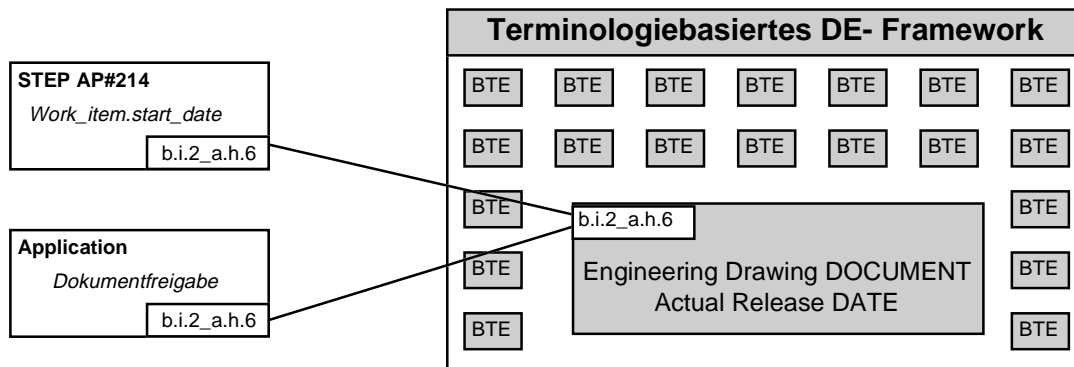 Terminologiebasiertes DE- Framework
STEP AP#214
Work_item.start_date
b.i.2_a.h.6
Application
Dokumentfreigabe
b.i.2_a.h.6
BTE BTE BTE BTE BTE BTE BTE
BTE BTE BTE BTE BTE BTE BTE
BTE BTE
b.i.2_a.h.6
Engineering Drawing DOCUMENT
Actual Release DATE
BTE BTE
BTE BTE